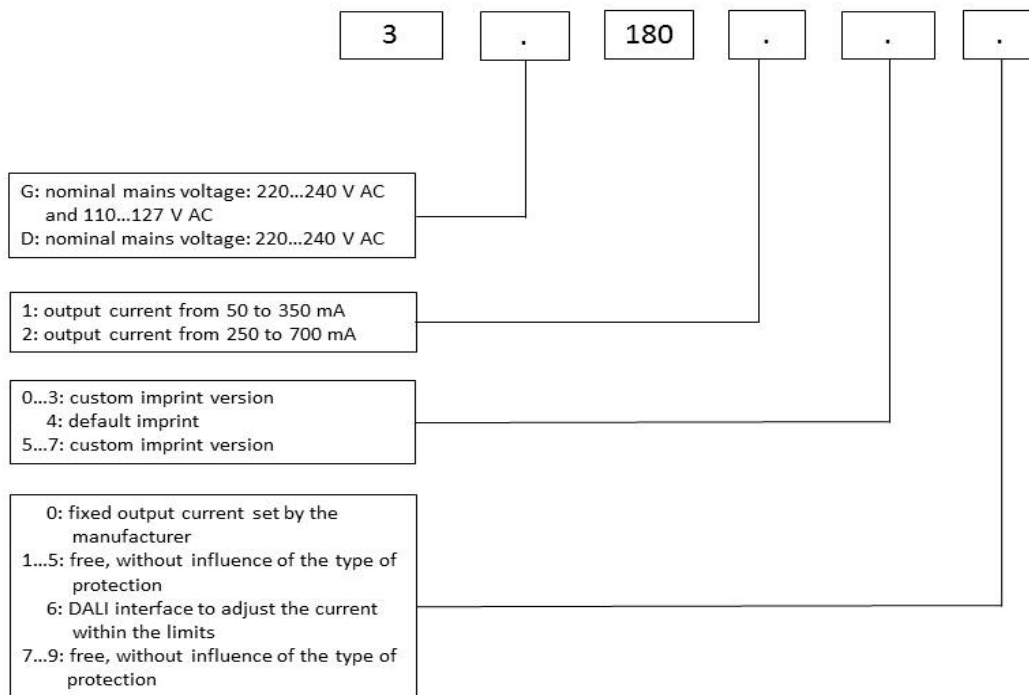 3 . 180 . . .
G: nominal mains voltage: 220...240 V AC
and 110...127 V AC
D: nominal mains voltage: 220...240 V AC
1: output current from 50 to 350 mA
2: output current from 250 to 700 mA
0...3: custom imprint version
4: default imprint
5...7: custom imprint version
0: fixed output current set by the
manufacturer
1...5: free, without influence of the type of
protection
6: DALI interface to adjust the current
within the limits
7...9: free, without influence of the type of
protection